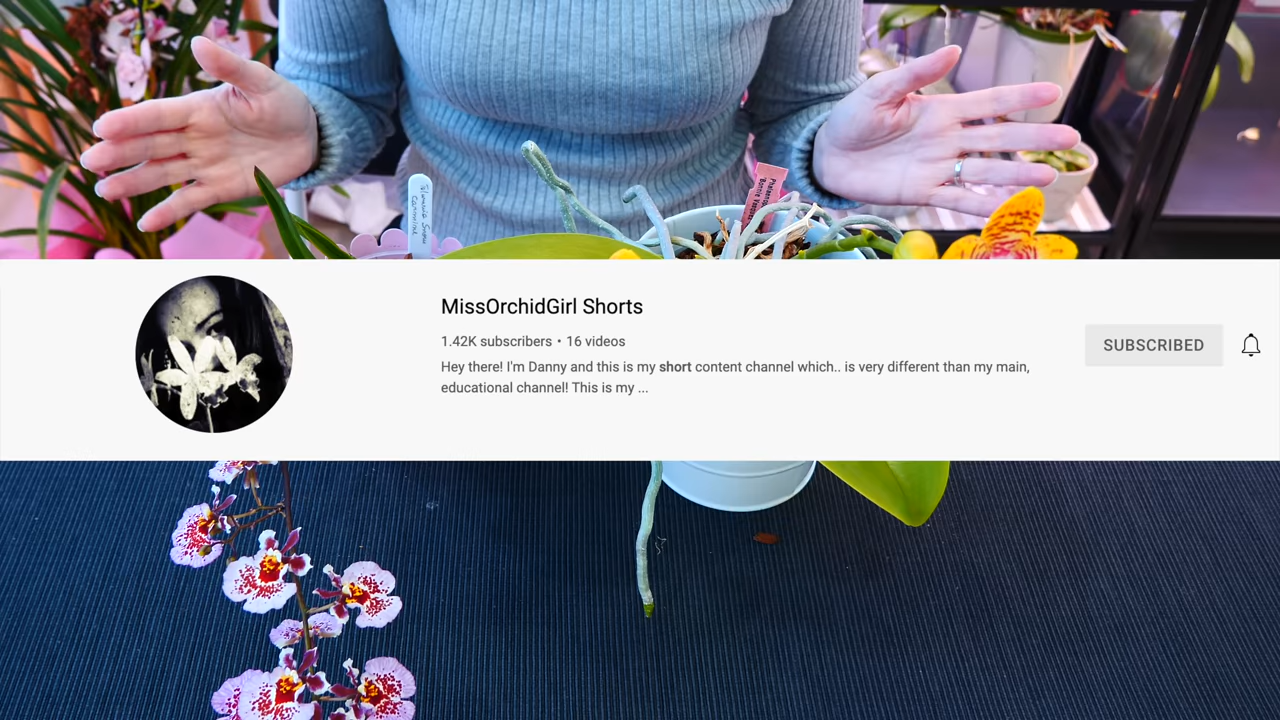 MissOrchidGirl Shorts
1.42K subscribers • 16 videos
Hey there! I'm Danny and this is my short content channel which.. is very different than my main,
educational channel! This is my ...
SUBSCRIBED